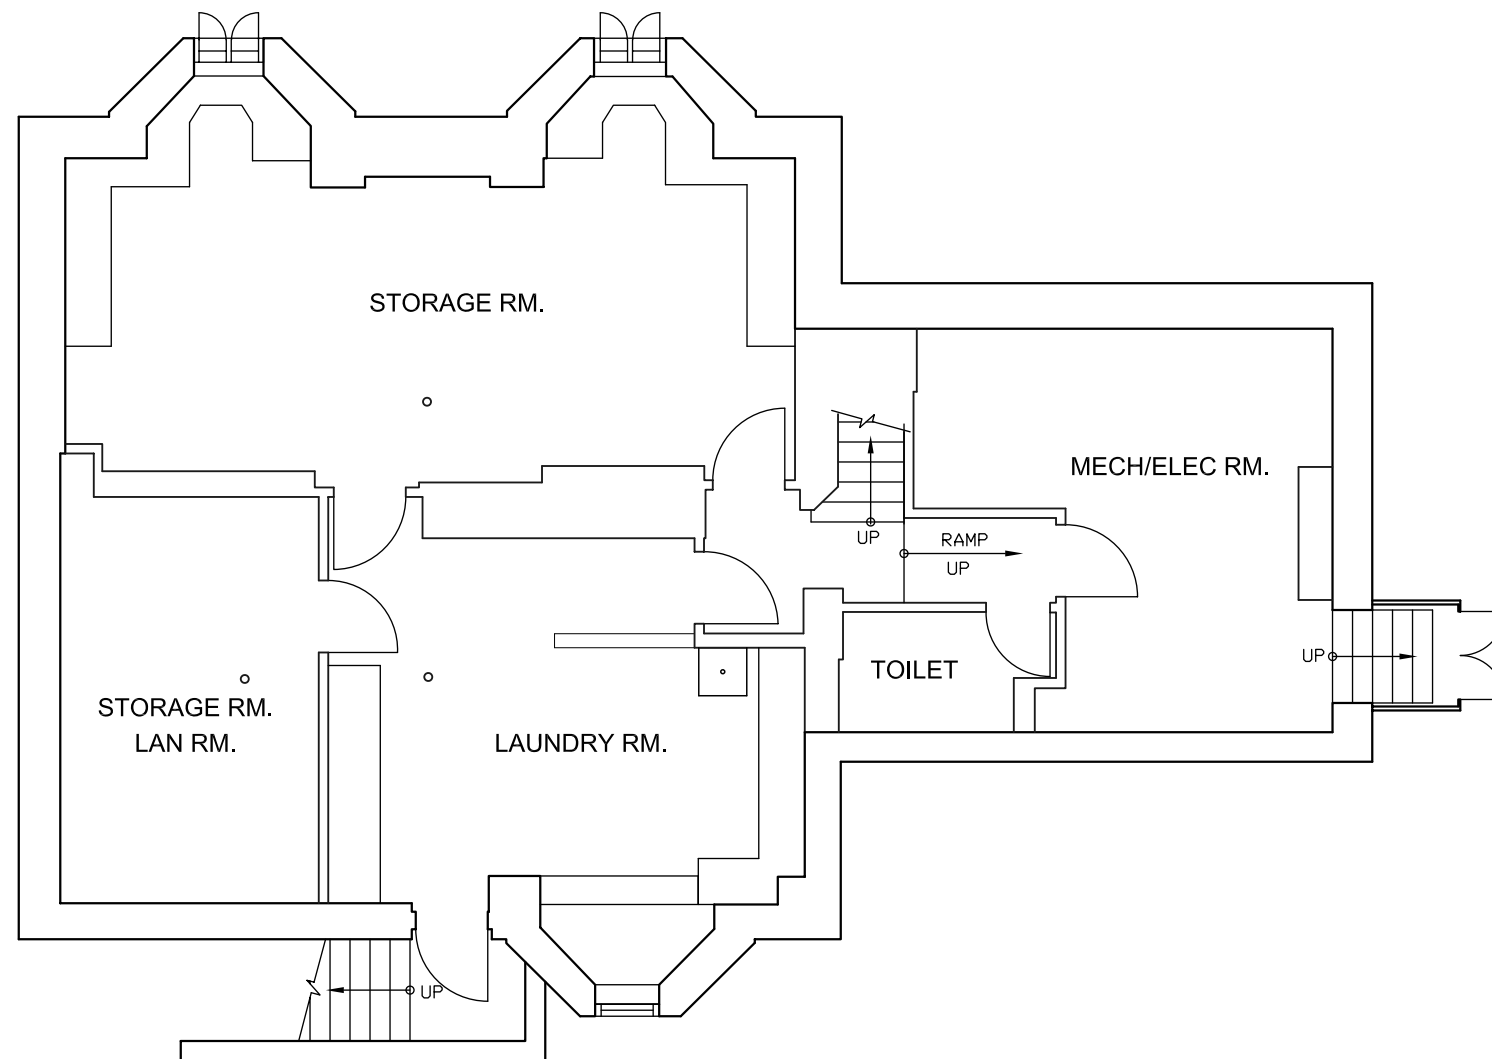 STORAGE RM.
MECH/ELEC RM.
UP
RAMP
UP
UP
TOILET
STORAGE RM.
LAN RM.
LAUNDRY RM.
UP